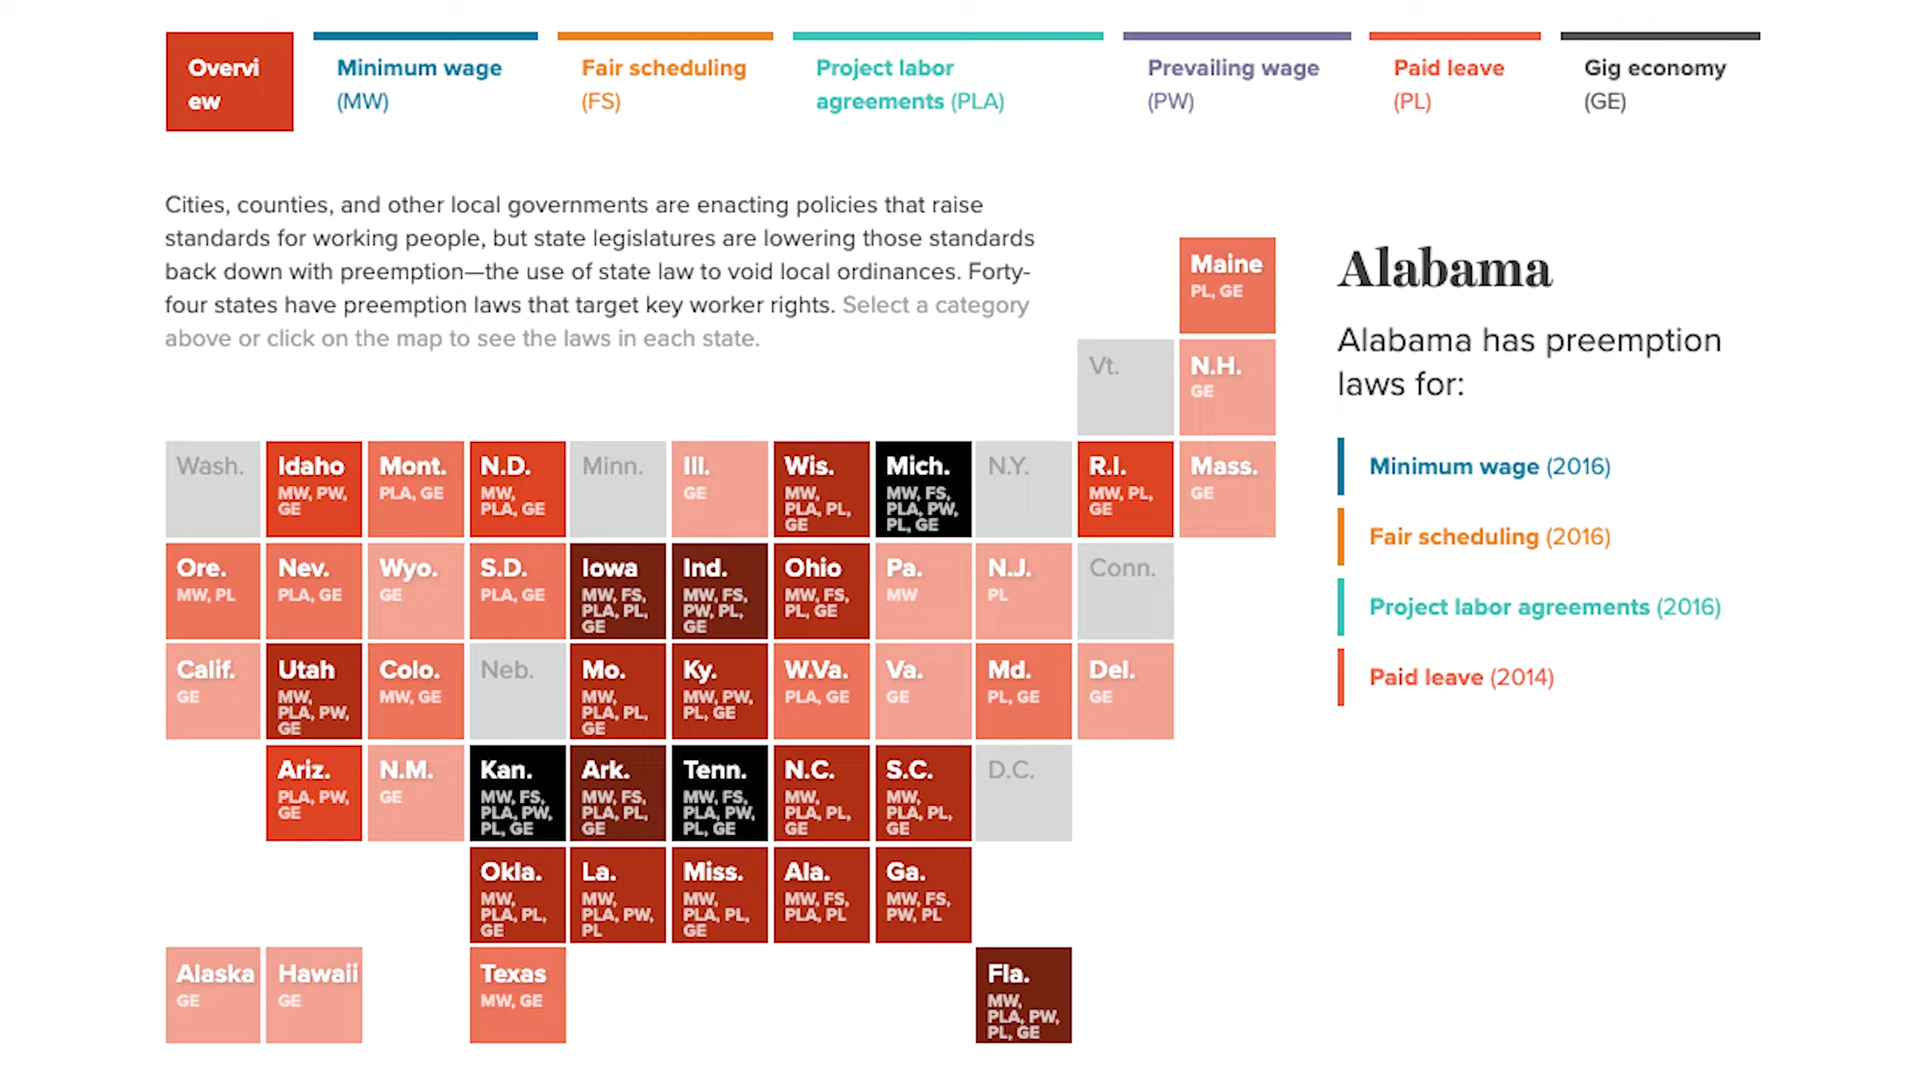 Overvi
ew
Minimum wage
(MW)
Fair scheduling
(FS)
Project labor
agreements (PLA)
Prevailing wage
(PW)
Paid leave
(PL)
Gig economy
(GE)
Cities, counties, and other local governments are enacting policies that raise
standards for working people, but state legislatures are lowering those standards
back down with preemption—the use of state law to void local ordinances. Forty-
four states have preemption laws that target key worker rights. Select a category
above or click on the map to see the laws in each state.
Maine
PL, GE
Vt.
N.H.
GE
Wash.
Idaho
MW, PW,
GE
Mont.
PLA, GE
N.D.
MW,
PLA, GE
Minn.
Ill.
GE
Wis.
MW,
PLA, PL,
GE
Mich.
MW, FS,
PLA, PW,
PL, GE
N.Y.
R.I.
MW, PL,
GE
Mass.
GE
Ore.
MW, PL
Nev.
PLA, GE
Wyo.
GE
S.D.
PLA, GE
Iowa
MW, FS,
PLA, PL,
GE
Ind.
MW, FS,
PW, PL,
GE
Ohio
MW, FS,
PL, GE
Pa.
MW
N.J.
PL
Conn.
Calif.
GE
Utah
MW,
PLA, PW,
GE
Colo.
MW, GE
Neb.
Mo.
MW,
PLA, PL,
GE
Ky.
MW, PW,
PL, GE
W.Va.
PLA, GE
Va.
GE
Md.
PL, GE
Del.
GE
Ariz.
PLA, PW,
GE
N.M.
GE
Kan.
MW, FS,
PLA, PW,
PL, GE
Ark.
MW, FS,
PLA, PL,
GE
Tenn.
MW, FS,
PLA, PW,
PL, GE
N.C.
MW,
PLA, PL,
GE
S.C.
MW,
PLA, PL,
GE
D.C.
Okla.
MW,
PLA, PL,
GE
La.
MW,
PLA, PW,
PL
Miss.
MW,
PLA, PL,
GE
Ala.
MW, FS,
PLA, PL
Ga.
MW, FS,
PW, PL
Alaska
GE
Hawaii
GE
Texas
MW, GE
Fla.
MW,
PLA, PW,
PL, GE
Alabama
Alabama has preemption
laws for:
Minimum wage (2016)
Fair scheduling (2016)
Project labor agreements (2016)
Paid leave (2014)